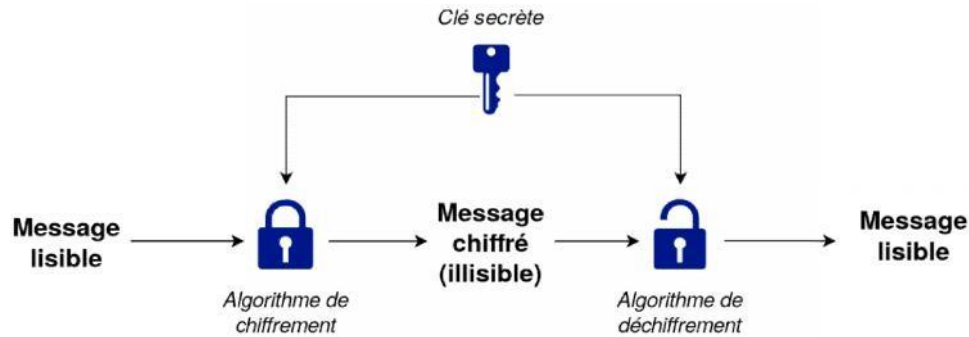 Clé secrète
Message
lisible
Message
chiffré
(illisible)
Message
lisible
Algorithme de
chiffrement
Algorithme de
déchiffrement